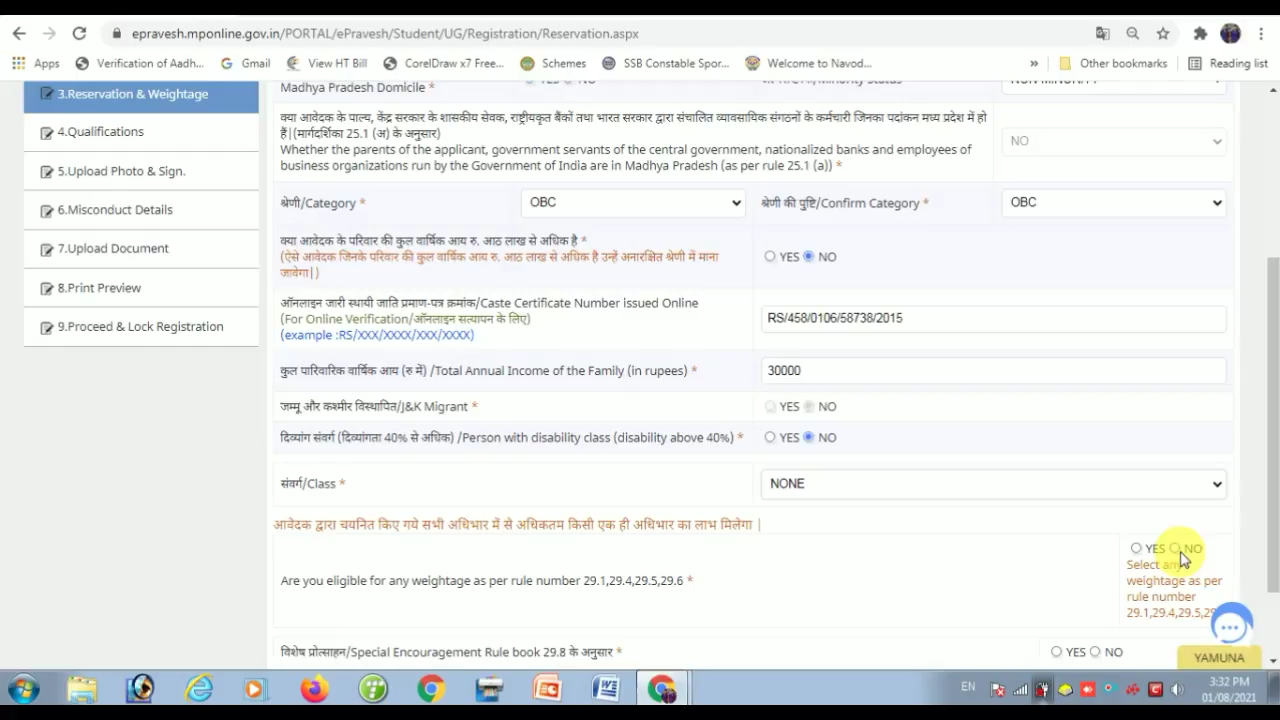 epravesh.mponline.gov.in/PORTAL/ePravesh/Student/UG/Registration/Reservation.aspx
Apps Verification of Aadh... Gmail View HT Bill CorelDraw x7 Free... Schemes SSB Constable Spor... Welcome to Navod... » Other bookmarks Reading list
3.Reservation & Weightage
4.Qualifications
5.Upload Photo & Sign.
6.Misconduct Details
7.Upload Document
8.Print Preview
9.Proceed & Lock Registration
Madhya Pradesh Domicile *
क्या आवेदक के पाल्य, केंद्र सरकार के शासकीय सेवक, राष्ट्रीयकृत बैंकों तथा भारत सरकार द्वारा संचालित व्यावसायिक संगठनों के कर्मचारी जिनका पदांकन मध्य प्रदेश में हो
हैं|(मार्गदर्शिका 25.1 (अ) के अनुसार)
Whether the parents of the applicant, government servants of the central government, nationalized banks and employees of
business organizations run by the Government of India are in Madhya Pradesh (as per rule 25.1 (a)) *
NO
श्रेणी/Category * OBC श्रेणी की पुष्टि/Confirm Category * OBC
क्या आवेदक के परिवार की कुल वार्षिक आय रु. आठ लाख से अधिक है *
(ऐसे आवेदक जिनके परिवार की कुल वार्षिक आय रु. आठ लाख से अधिक है उन्हें अनारक्षित श्रेणी में माना
जावेगा|)
YES NO
ऑनलाइन जारी स्थायी जाति प्रमाण-पत्र क्रमांक/Caste Certificate Number issued Online
(For Online Verification/ऑनलाइन सत्यापन के लिए)
(example :RS/XXX/XXXX/XXX/XXXX)
RS/458/0106/58738/2015
कुल पारिवारिक वार्षिक आय (रु में) /Total Annual Income of the Family (in rupees) * 30000
जम्मू और कश्मीर विस्थापित/J&K Migrant * YES NO
दिव्यांग संवर्ग (दिव्यांगता 40% से अधिक) /Person with disability class (disability above 40%) * YES NO
संवर्ग/Class * NONE
आवेदक द्वारा चयनित किए गये सभी अधिभार में से अधिकतम किसी एक ही अधिभार का लाभ मिलेगा |
Are you eligible for any weightage as per rule number 29.1,29.4,29.5,29.6 *
YES NO
Select any
weightage as per
rule number
29.1,29.4,29.5,29
विशेष प्रोत्साहन/Special Encouragement Rule book 29.8 के अनुसार * YES NO
YAMUNA
EN
3:32 PM
01/08/2021